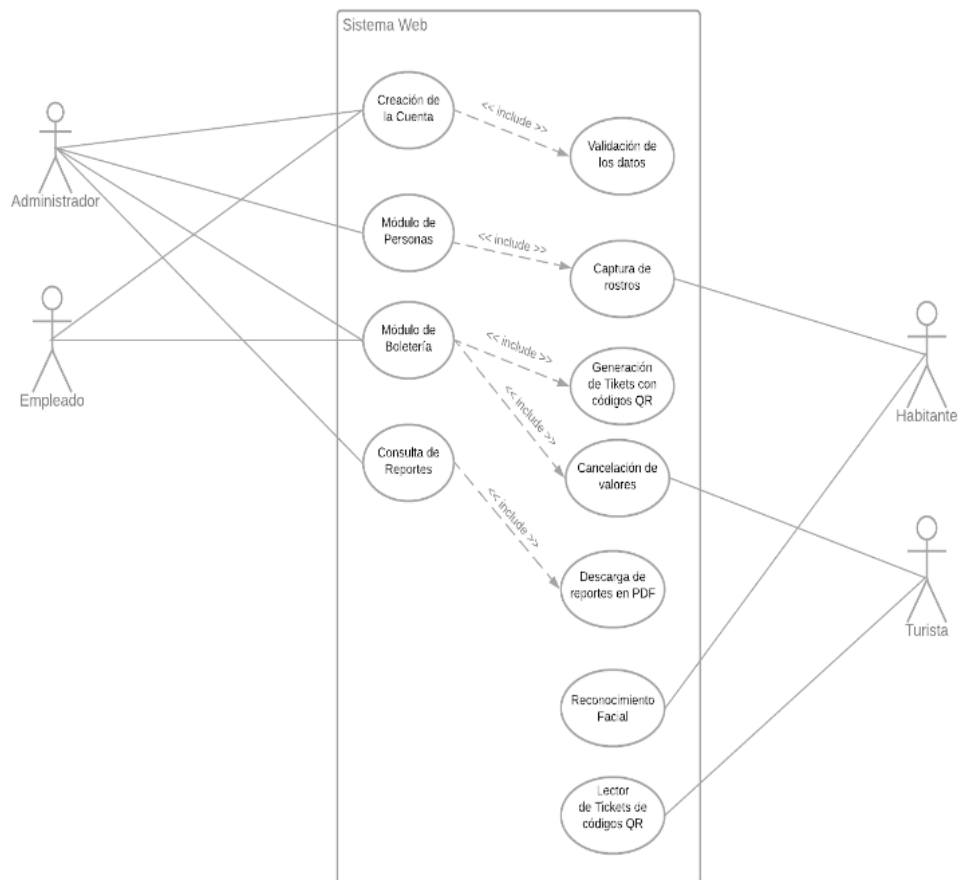 Sistema Web
Creación de
la Cuenta
<< include >>
Validación de
los datos
Administrador
Módulo de
Personas
<< include >>
Captura de
rostros
Empleado
Módulo de
Boletería
<< include >>
Generación
de Tikets con
códigos QR
<< include >>
Habitante
Consulta de
Reportes
Cancelación de
valores
<< include >>
Descarga de
reportes en PDF
Turista
Reconocimiento
Facial
Lector
de Tickets de
códigos QR